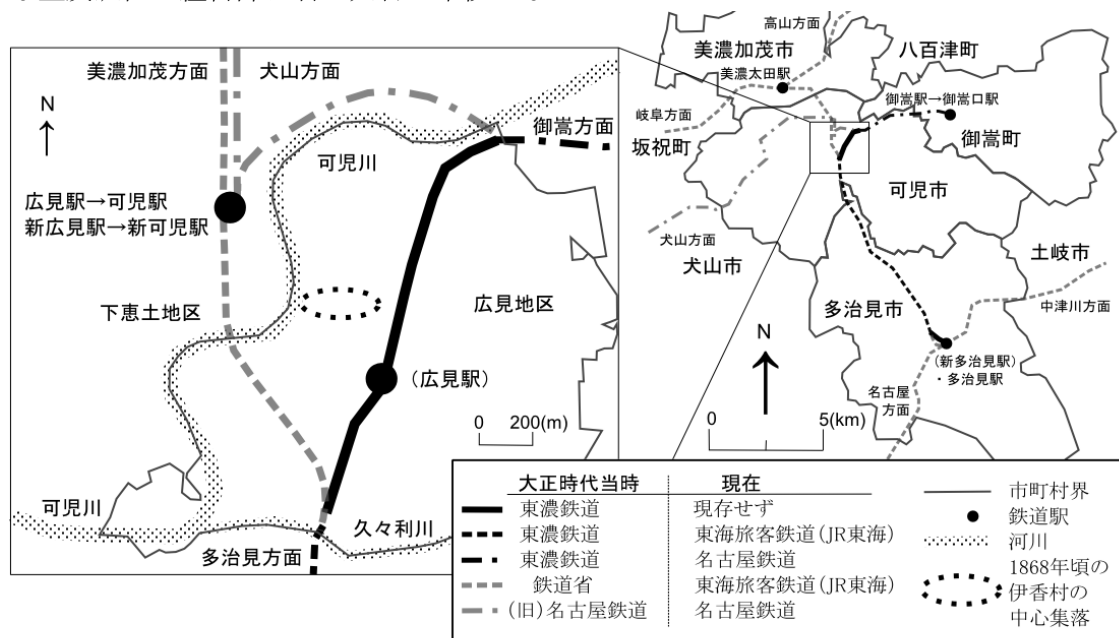 美濃加茂方面
犬山方面
N
可児川
御嵩方面
広見駅→可児駅
新広見駅→新可児駅
下恵土地区
広見地区
(広見駅)
0 200(m)
可児川
久々利川
多治見方面
高山方面
美濃加茂市
八百津町
美濃太田駅
御嵩駅→御嵩口駅
岐阜方面
坂祝町
御嵩町
可児市
犬山方面
犬山市
土岐市
中津川方面
多治見市
N
(新多治見駅)
・多治見駅
名古屋
方面
0 5(km)
大正時代当時 現在
東濃鉄道 現存せず
東濃鉄道 東海旅客鉄道(JR東海)
東濃鉄道 名古屋鉄道
鉄道省 東海旅客鉄道(JR東海)
(旧)名古屋鉄道 名古屋鉄道
市町村界
鉄道駅
河川
1868年頃の
伊香村の
中心集落